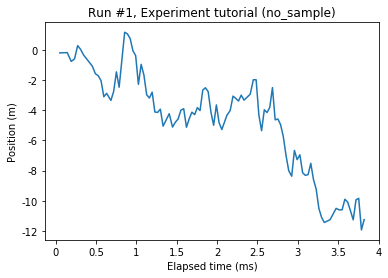 Run #1, Experiment tutorial (no_sample)
Position (m)
0
-2
-4
-6
-8
-10
-12
0 0.5 1 1.5 2 2.5 3 3.5 4
Elapsed time (ms)